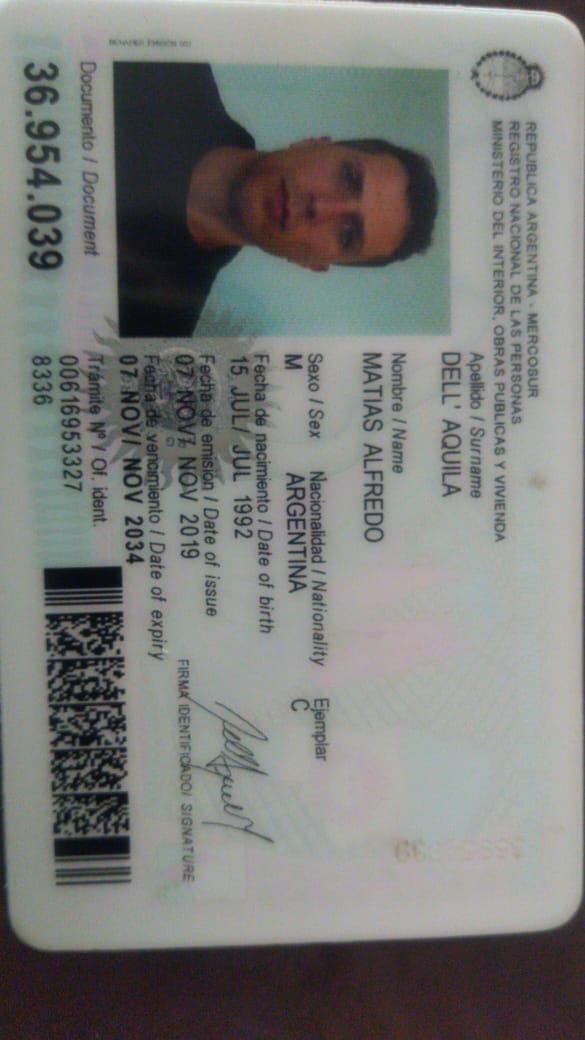 REPUBLICA ARGENTINA - MERCOSUR
REGISTRO NACIONAL DE LAS PERSONAS
MINISTERIO DEL INTERIOR, OBRAS PUBLICAS Y VIVIENDA
Apellido / Surname
DELL' AQUILA
Nombre / Name
MATIAS ALFREDO
Sexo / Sex Nacionalidad / Nationality Ejemplar
M ARGENTINA C
Fecha de nacimiento / Date of birth
15 JUL/ JUL 1992
Fecha de emisión / Date of issue
07 NOV/ NOV 2019
FIRMA IDENTIFICADO/ SIGNATURE
Fecha de vencimiento / Date of expiry
07 NOV/ NOV 2034
Documento / Document
36.954.039
Trámite Nº / Of. ident.
00616953327
8336